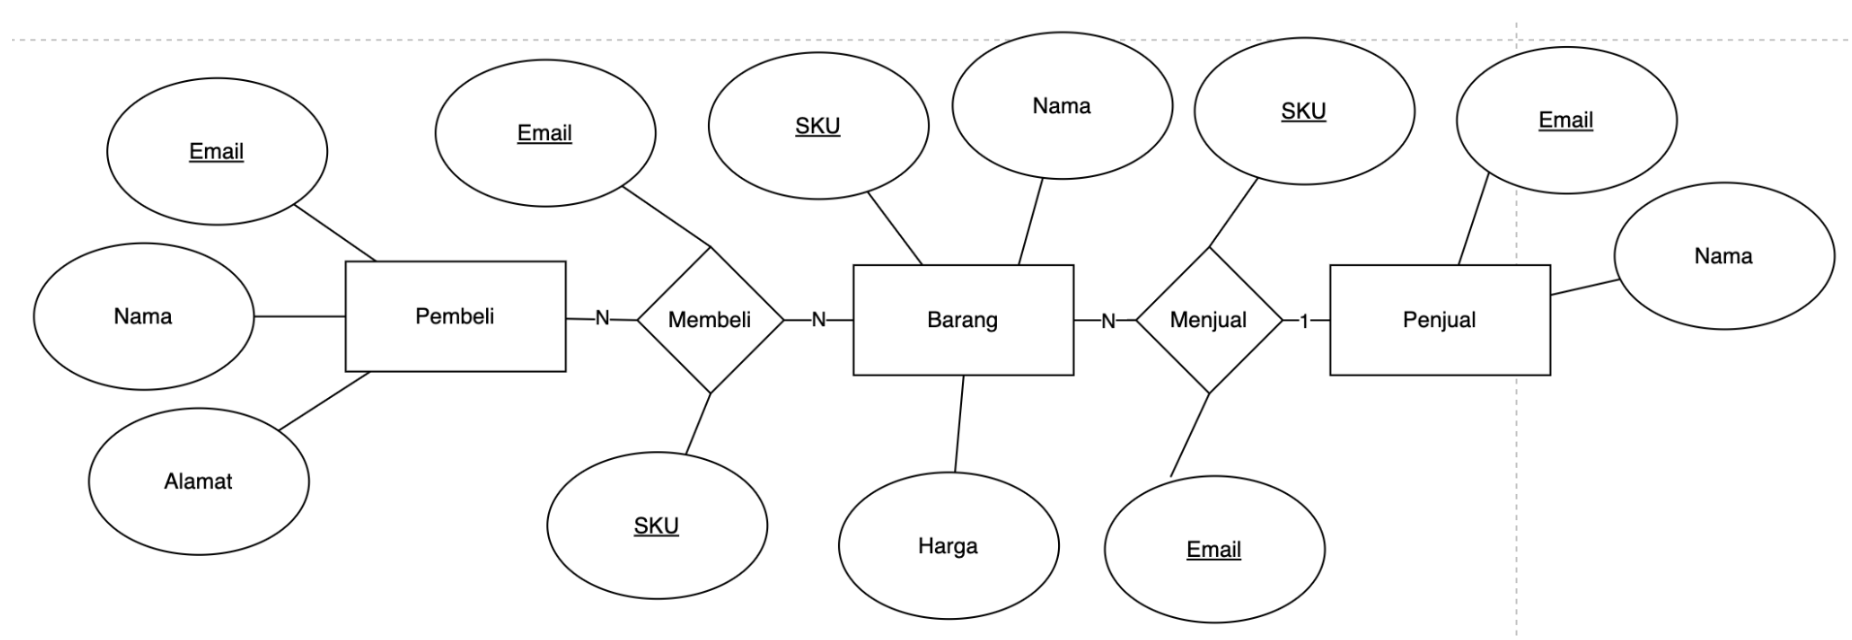 Email
Email
SKU
Nama
SKU
Email
Nama
Nama
Pembeli
N
Membeli
N
Barang
N
Menjual
1
Penjual
Alamat
SKU
Harga
Email